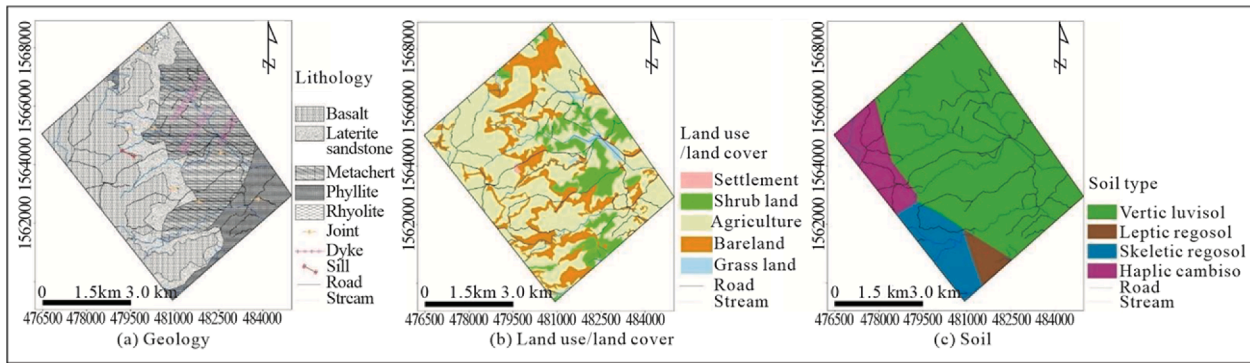 1568000
1566000
1564000
1562000
N
Lithology
Basalt
Laterite
sandstone
Metachert
Phyllite
Rhyolite
Joint
Dyke
Sill
Road
Stream
0 1.5km 3.0 km
476500 478000 479500 481000 482500 484000
(a) Geology
1568000
1566000
1564000
1562000
N
Land use
/land cover
Settlement
Shrub land
Agriculture
Bareland
Grass land
Road
Stream
0 1.5km 3.0 km
476500 478000 479500 481000 482500 484000
(b) Land use/land cover
1568000
1566000
1564000
1562000
N
Soil type
Vertic luvisol
Leptic regosol
Skeletic regosol
Haplic cambiso
Road
Stream
0 1.5 km 3.0 km
476500 478000 479500 481000 482500 484000
(c) Soil